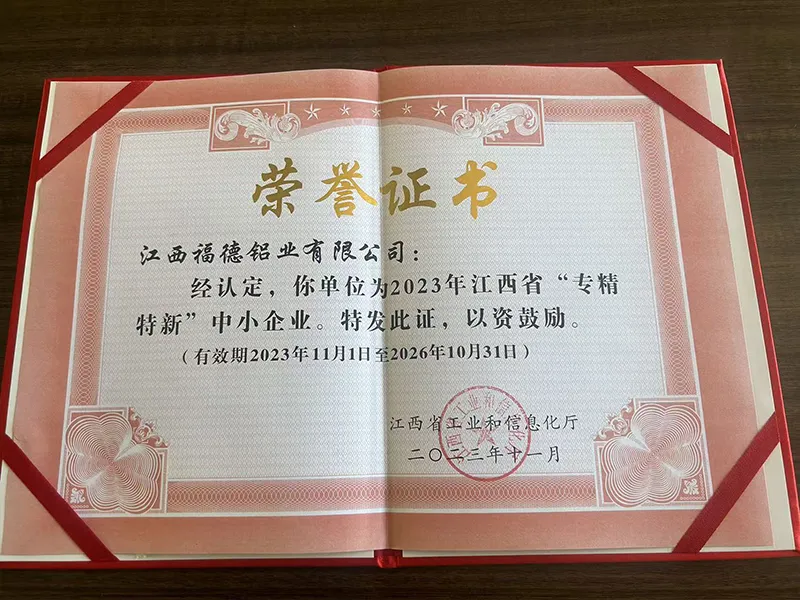 荣誉证书
江西福德铝业有限公司：
经认定，你单位为2023年江西省“专精
特新”中小企业。特发此证，以资鼓励。
（有效期2023年11月1日至2026年10月31日）
江西省工业和信息化厅
二〇二三年十一月